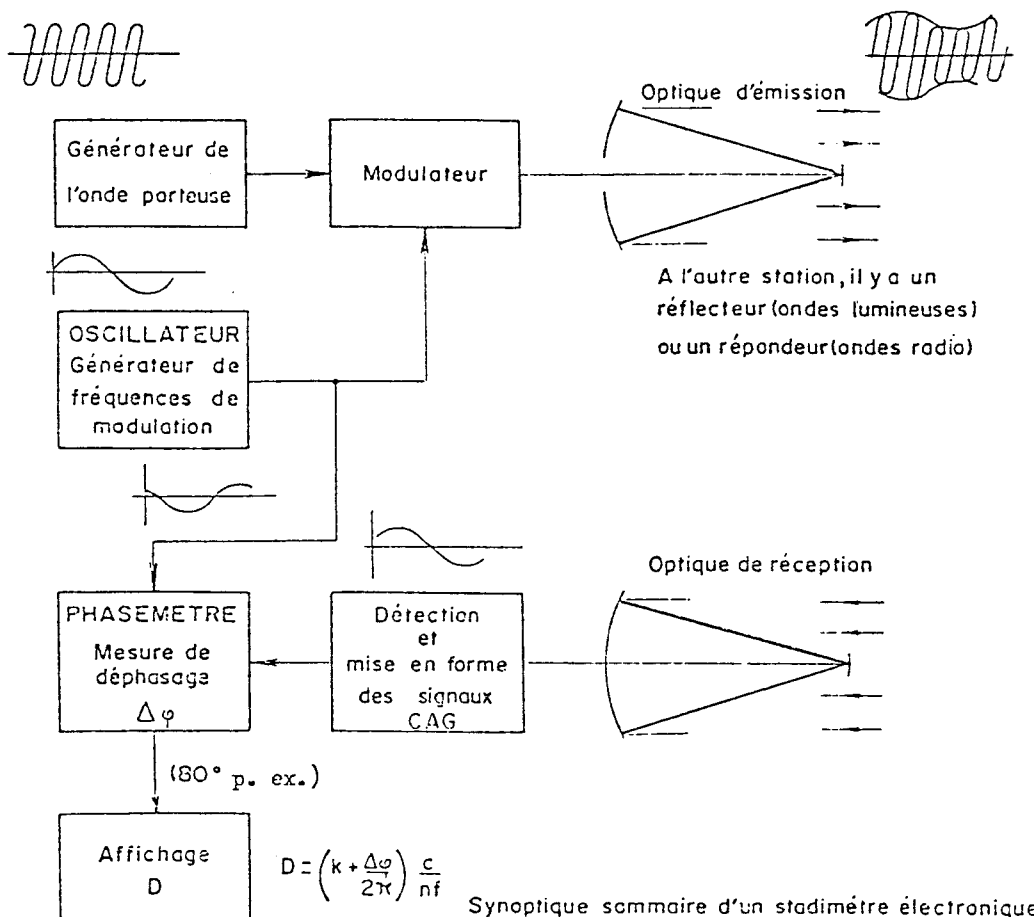 Optique d'émission
Générateur de
l'onde porteuse
Modulateur
A l'autre station, il y a un
réflecteur (ondes lumineuses)
ou un répondeur (ondes radio)
OSCILLATEUR
Générateur de
fréquences de
modulation
Optique de réception
PHASEMETRE
Mesure de
déphasage
Δφ
Détection
et
mise en forme
des signaux
CAG
(80° p. ex.)
Affichage
D
D = (k + Δφ/2π) c/nf
Synoptique sommaire d'un stadimétre électronique